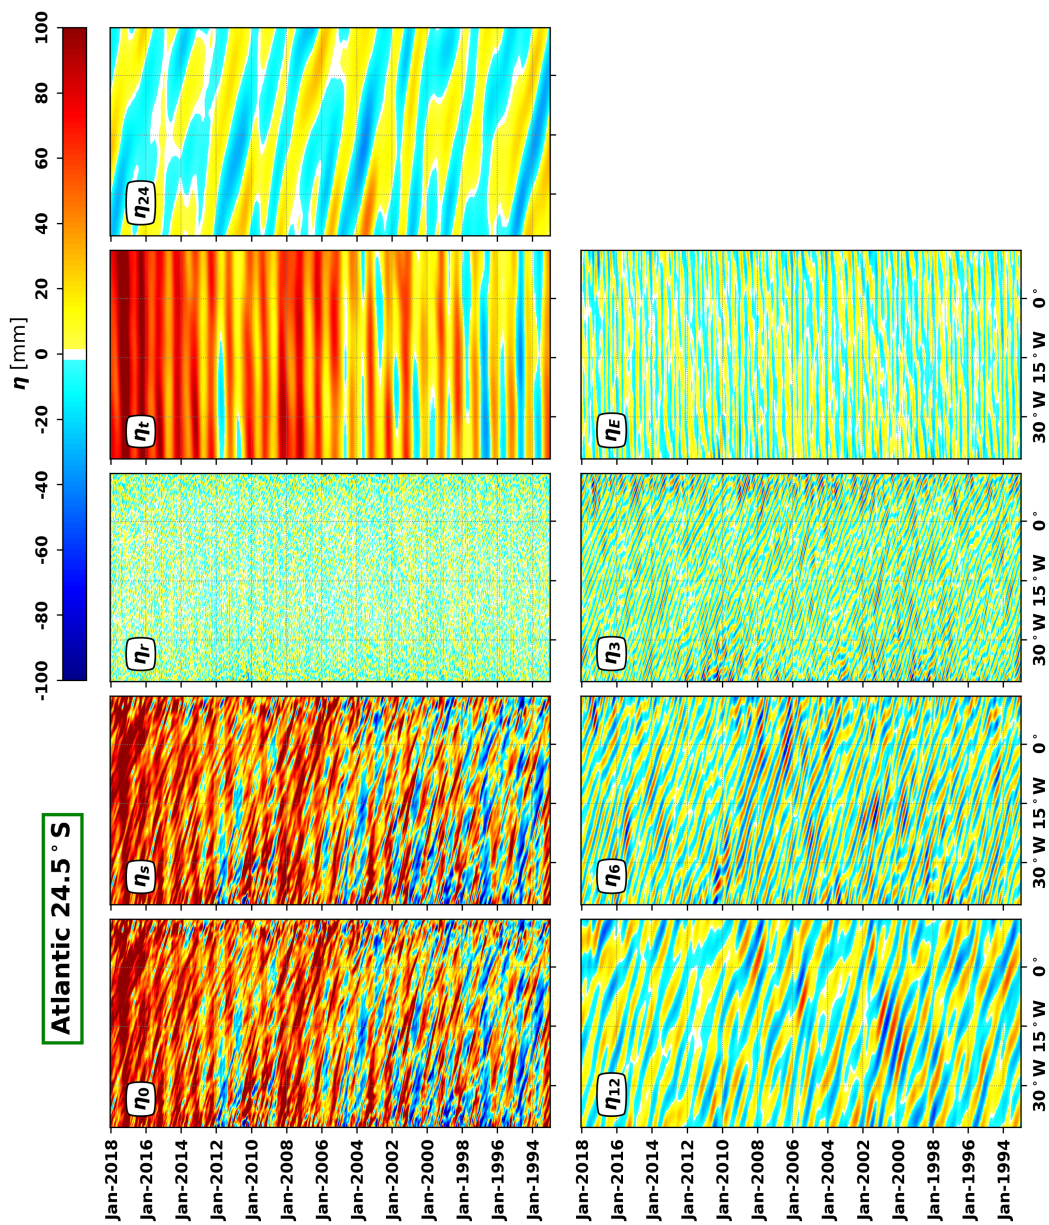 Atlantic 24.5°S
η [mm]
-100 -80 -60 -40 -20 0 20 40 60 80 100
η0 ηs ηr ηt η24
Jan-2018
Jan-2016
Jan-2014
Jan-2012
Jan-2010
Jan-2008
Jan-2006
Jan-2004
Jan-2002
Jan-2000
Jan-1998
Jan-1996
Jan-1994
η12 η6 η3 ηE
Jan-2018
Jan-2016
Jan-2014
Jan-2012
Jan-2010
Jan-2008
Jan-2006
Jan-2004
Jan-2002
Jan-2000
Jan-1998
Jan-1996
Jan-1994
30°W 15°W 0° 30°W 15°W 0° 30°W 15°W 0° 30°W 15°W 0°